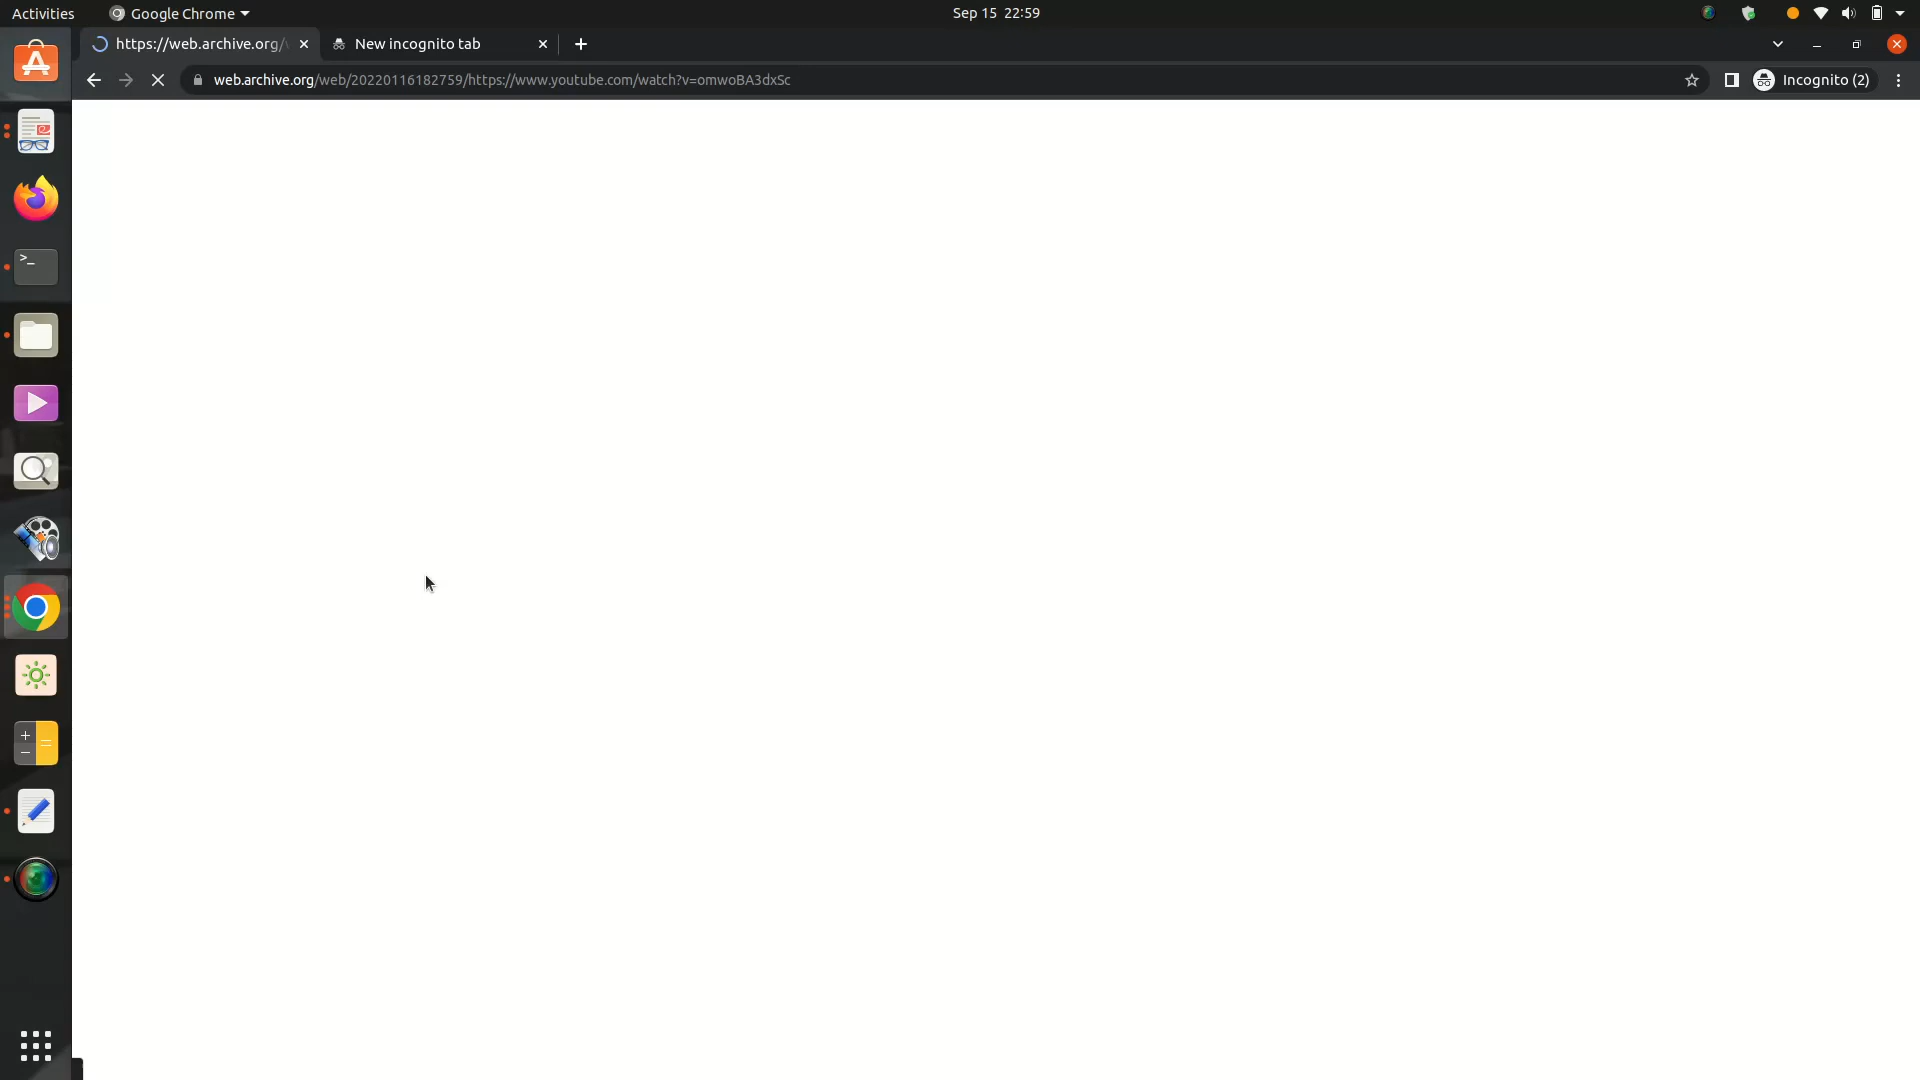 Activities
Google Chrome
Sep 15 22:59
https://web.archive.org/
New incognito tab
web.archive.org/web/20220116182759/https://www.youtube.com/watch?v=omwoBA3dxSc
Incognito (2)